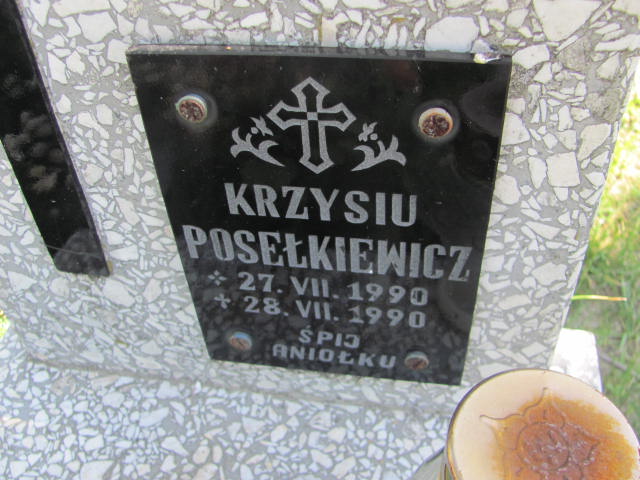 KRZYSIU
POSEŁKIEWICZ
* 27. VII. 1990
+ 28. VII. 1990
ŚPIJ
ANIOŁKU